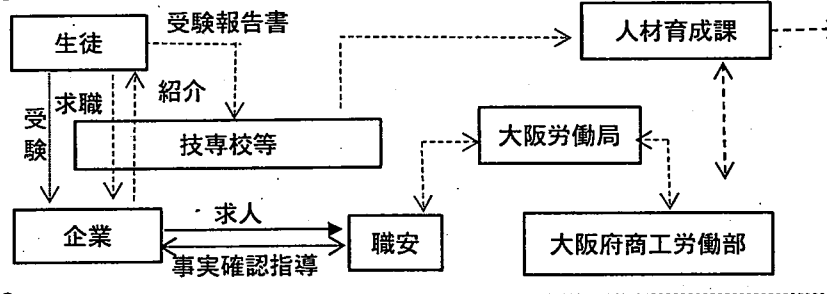 受験報告書
生徒
人材育成課
求職
紹介
受験
技専校等
大阪労働局
求人
企業
職安
大阪府商工労働部
事実確認指導